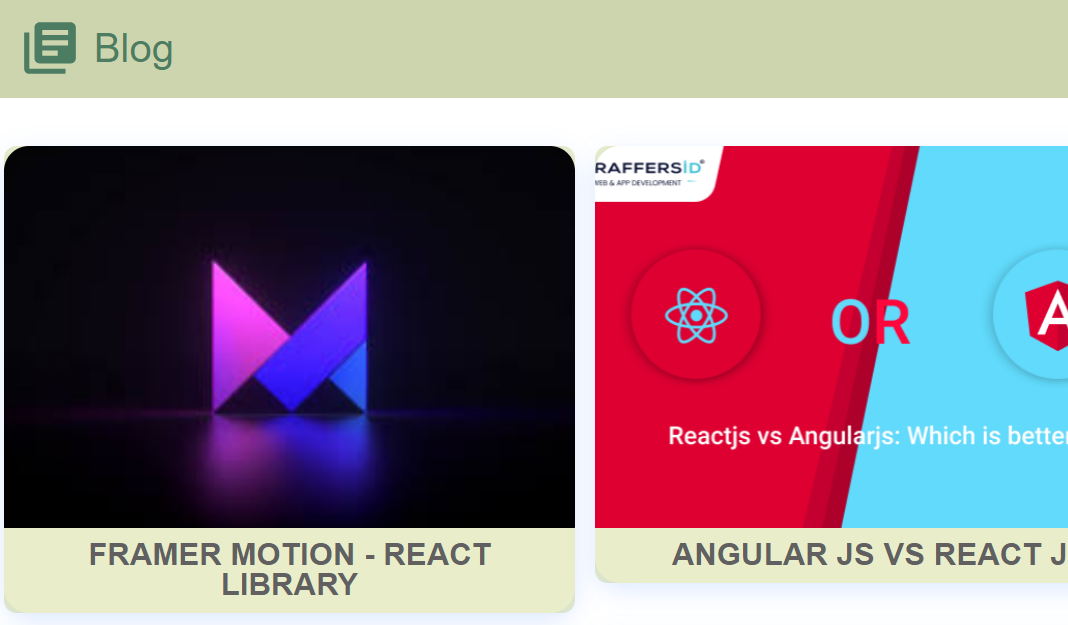 Blog
RAFFERSiD
WEB & APP DEVELOPMENT
OR
Reactjs vs Angularjs: Which is better
FRAMER MOTION - REACT
LIBRARY
ANGULAR JS VS REACT J